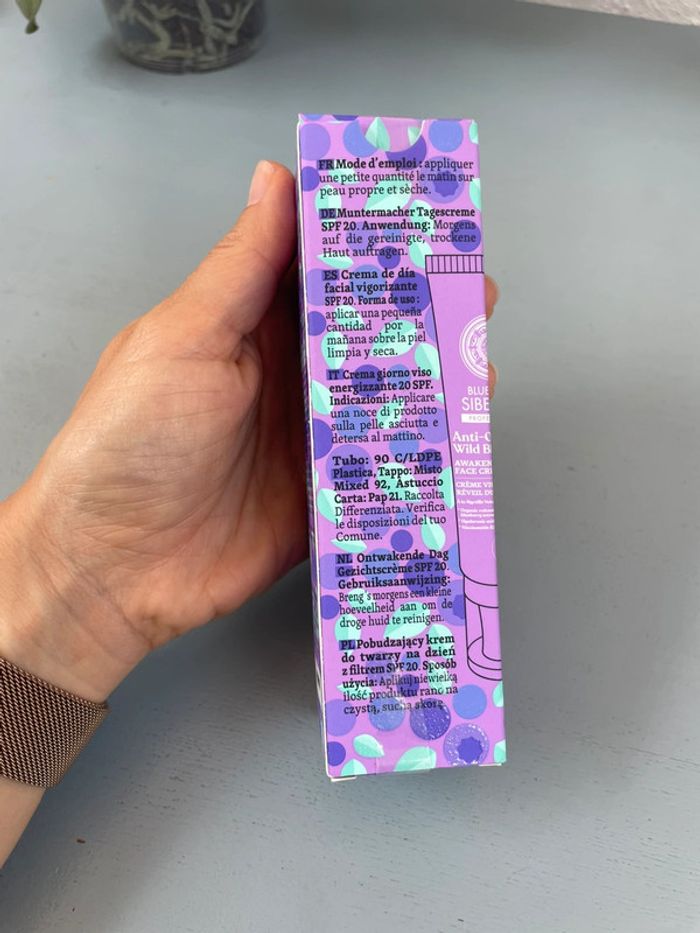 FR Mode d'emploi : appliquer
une petite quantité le matin sur
peau propre et sèche.
DE Muntermacher Tagescreme
SPF 20. Anwendung: Morgens
auf die gereinigte, trockene
Haut auftragen.
ES Crema de día
facial vigorizante
SPF 20. Forma de uso :
aplicar una pequeña
cantidad por la
mañana sobre la piel
limpia y seca.
IT Crema giorno viso
energizzante 20 SPF.
Indicazioni: Applicare
una noce di prodotto
sulla pelle asciutta e
detersa al mattino.
Tubo: 90 C/LDPE
Plastica, Tappo: Misto
Mixed 92, Astuccio
Carta: Pap 21. Raccolta
Differenziata. Verifica
le disposizioni del tuo
Comune.
NL Ontwakende Dag
Gezichtscrème SPF 20.
Gebruiksaanwijzing:
Breng 's morgens een kleine
hoeveelheid aan om de
droge huid te reinigen.
PL Pobudzający krem
do twarzy na dzień
z filtrem SPF 20. Sposób
użycia: Aplikuj niewielką
ilość produktu rano na
czystą, suchą skórę.
BLUE
SIBE
PROFE
Anti-O
Wild B
AWAKEN
FACE CR
CRÈME VI
RÉVEIL DU